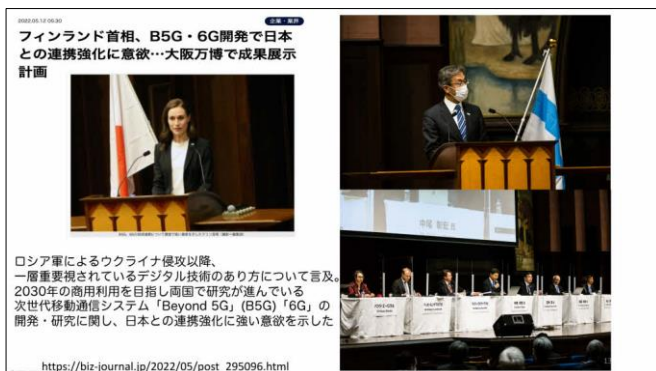 2022.05.12 05:30
企業・業界
フィンランド首相、B5G・6G開発で日本
との連携強化に意欲…大阪万博で成果展示
計画
ロシア軍によるウクライナ侵攻以降、
一層重要視されているデジタル技術のあり方について言及。
2030年の商用利用を目指し両国で研究が進んでいる
次世代移動通信システム「Beyond 5G」(B5G)「6G」の
開発・研究に関し、日本との連携強化に強い意欲を示した
https://biz-journal.jp/2022/05/post_295096.html
13